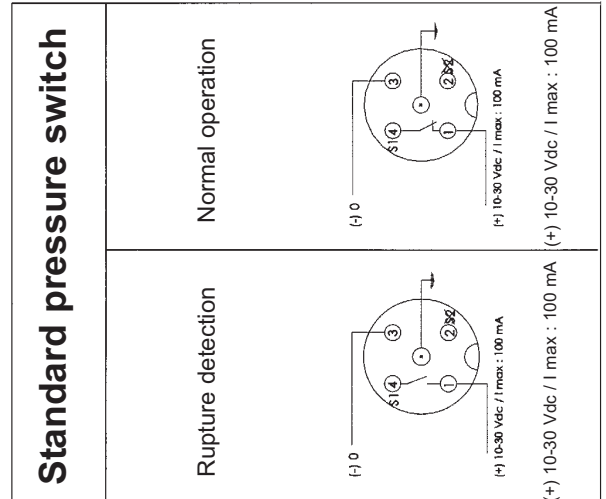 Standard pressure switch
Rupture detection
Normal operation
(-) 0
S1 4
3
1
2 S2
(+) 10-30 Vdc / I max : 100 mA
(+) 10-30 Vdc / I max : 100 mA
(-) 0
S1 4
3
1
2 S2
(+) 10-30 Vdc / I max : 100 mA
(+) 10-30 Vdc / I max : 100 mA